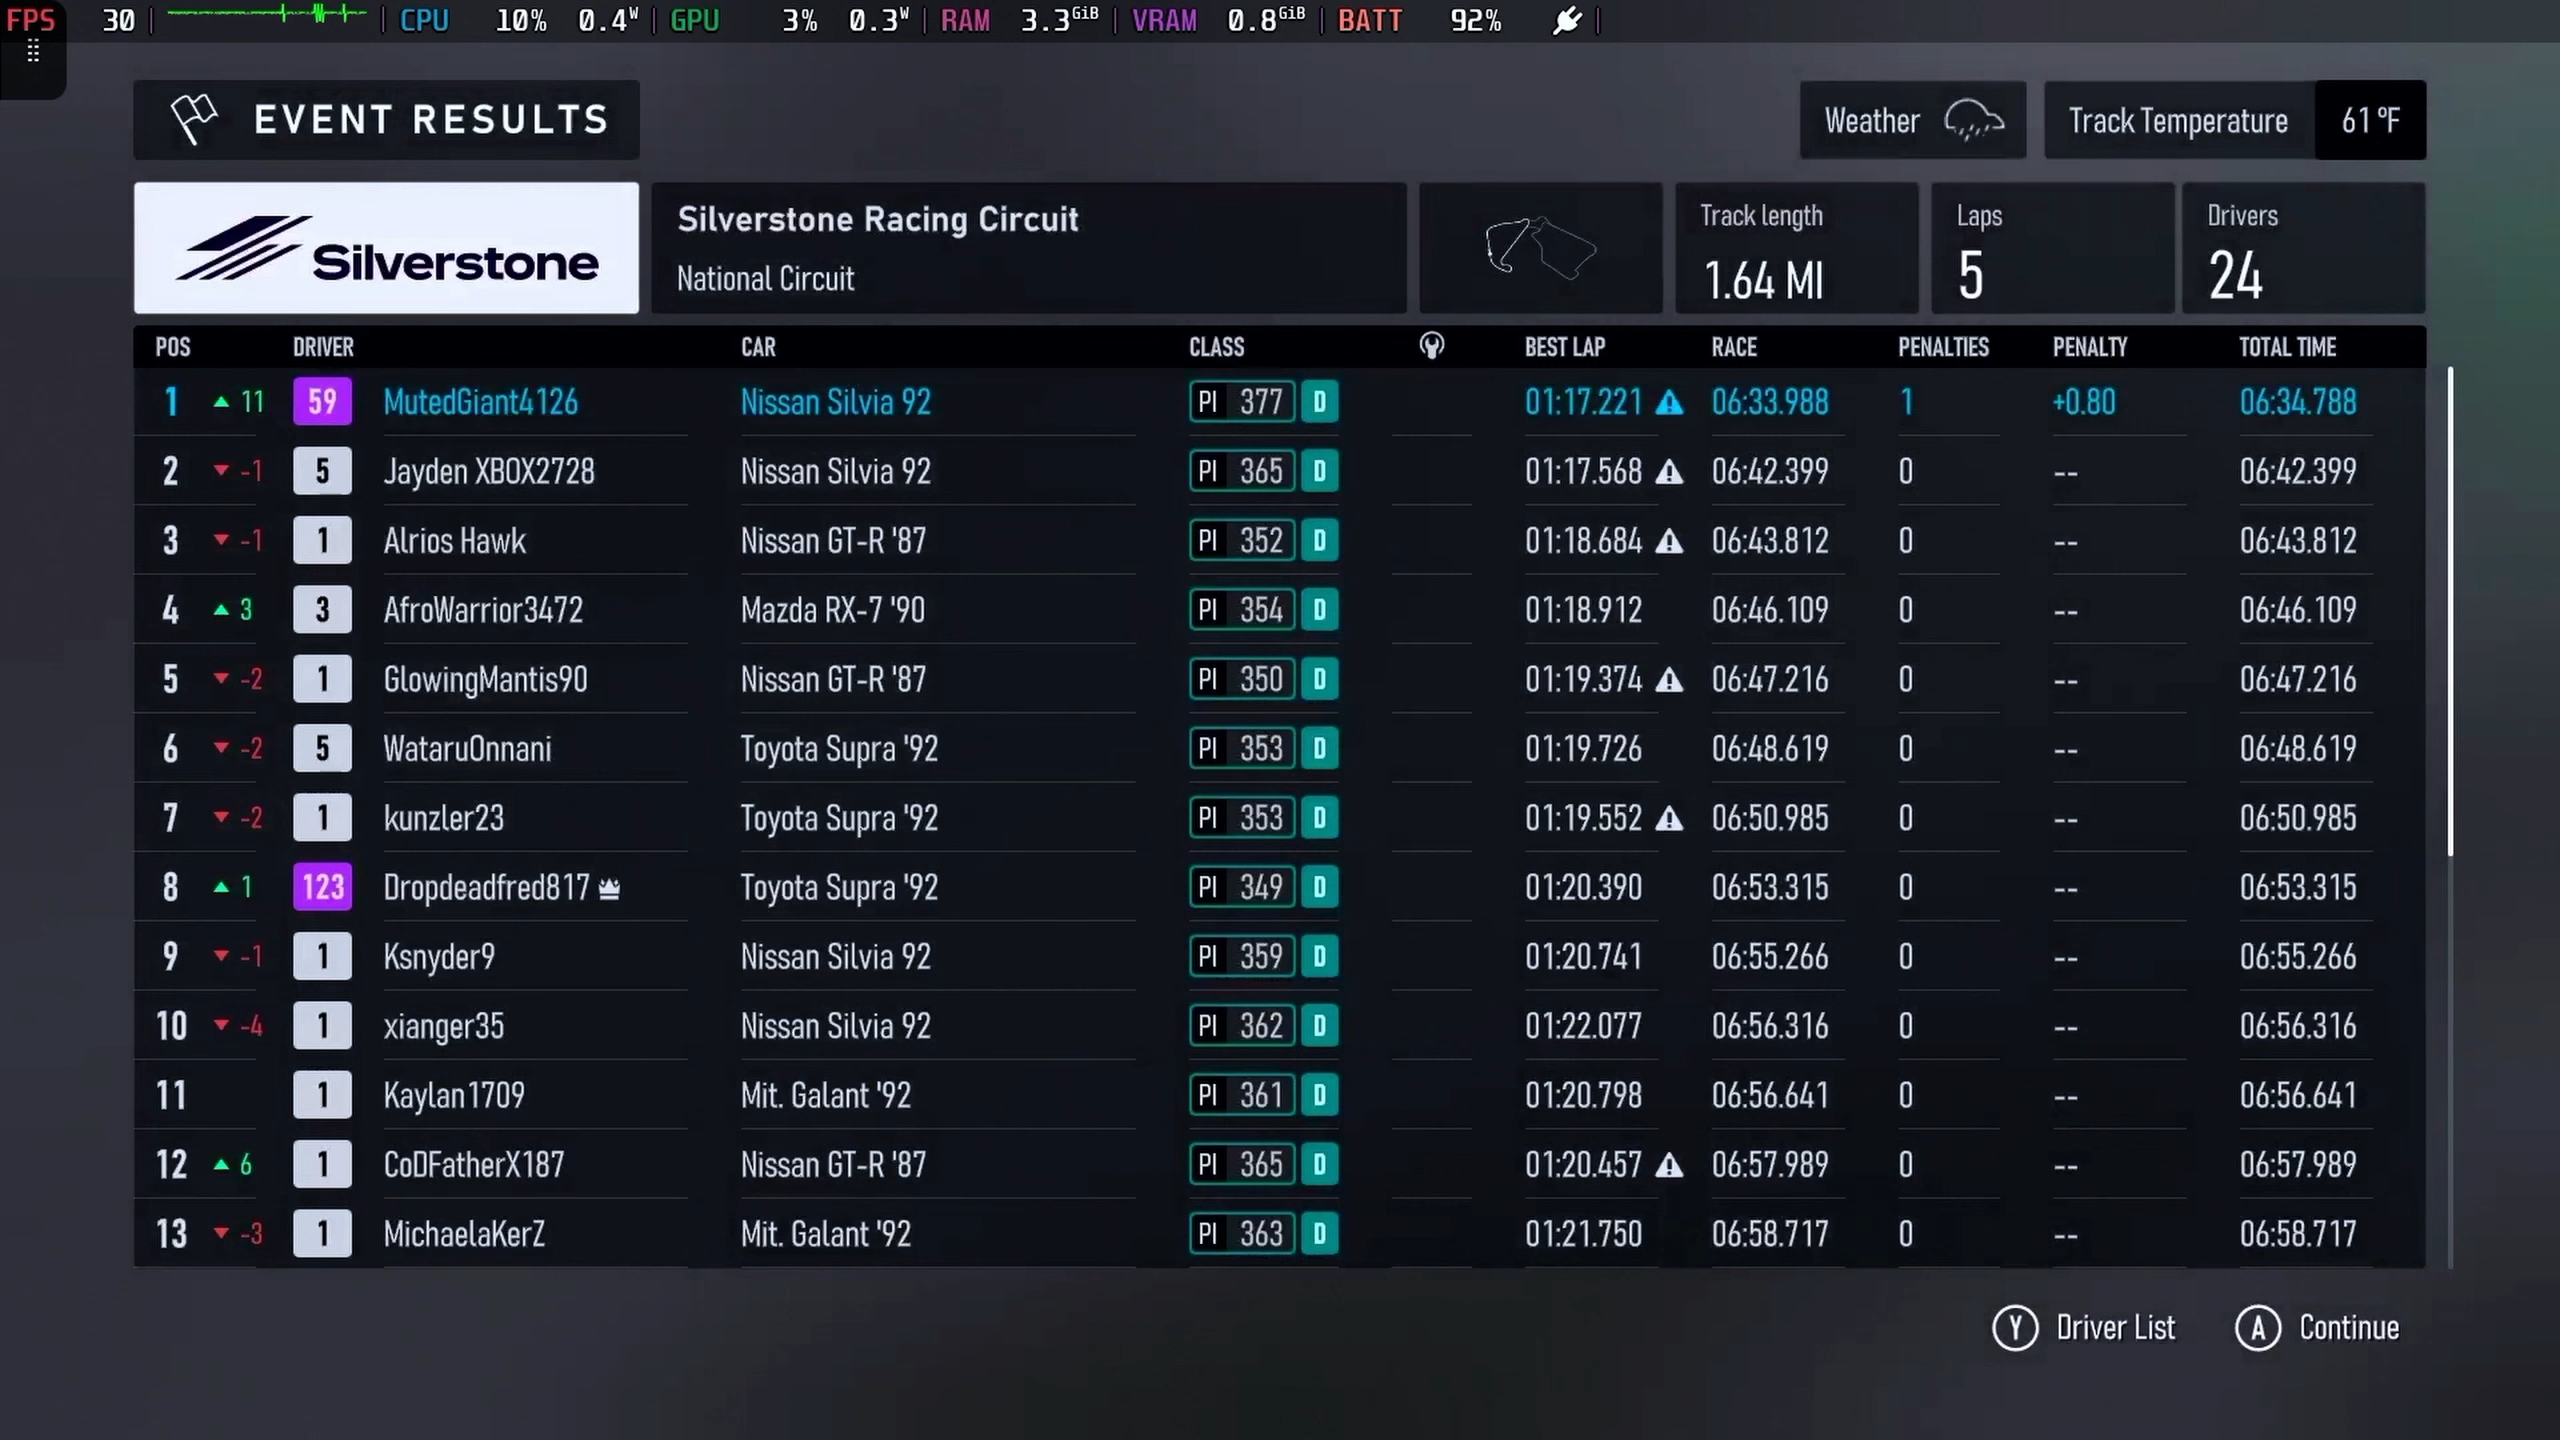 FPS 30 CPU 10% 0.4W GPU 3% 0.3W RAM 3.3GiB VRAM 0.8GiB BATT 92%
EVENT RESULTS
Weather
Track Temperature 61 °F
Silverstone
Silverstone Racing Circuit
National Circuit
Track length
1.64 MI
Laps
5
Drivers
24
POS DRIVER CAR CLASS BEST LAP RACE PENALTIES PENALTY TOTAL TIME
1 ▲ 11 59 MutedGiant4126 Nissan Silvia 92 PI 377 D 01:17.221 06:33.988 1 +0.80 06:34.788
2 ▼ -1 5 Jayden XBOX2728 Nissan Silvia 92 PI 365 D 01:17.568 06:42.399 0 -- 06:42.399
3 ▼ -1 1 Alrios Hawk Nissan GT-R '87 PI 352 D 01:18.684 06:43.812 0 -- 06:43.812
4 ▲ 3 3 AfroWarrior3472 Mazda RX-7 '90 PI 354 D 01:18.912 06:46.109 0 -- 06:46.109
5 ▼ -2 1 GlowingMantis90 Nissan GT-R '87 PI 350 D 01:19.374 06:47.216 0 -- 06:47.216
6 ▼ -2 5 WataruOnnani Toyota Supra '92 PI 353 D 01:19.726 06:48.619 0 -- 06:48.619
7 ▼ -2 1 kunzler23 Toyota Supra '92 PI 353 D 01:19.552 06:50.985 0 -- 06:50.985
8 ▲ 1 123 Dropdeadfred817 Toyota Supra '92 PI 349 D 01:20.390 06:53.315 0 -- 06:53.315
9 ▼ -1 1 Ksnyder9 Nissan Silvia 92 PI 359 D 01:20.741 06:55.266 0 -- 06:55.266
10 ▼ -4 1 xianger35 Nissan Silvia 92 PI 362 D 01:22.077 06:56.316 0 -- 06:56.316
11 1 Kaylan1709 Mit. Galant '92 PI 361 D 01:20.798 06:56.641 0 -- 06:56.641
12 ▲ 6 1 CoDFatherX187 Nissan GT-R '87 PI 365 D 01:20.457 06:57.989 0 -- 06:57.989
13 ▼ -3 1 MichaelaKerZ Mit. Galant '92 PI 363 D 01:21.750 06:58.717 0 -- 06:58.717
Y Driver List A Continue